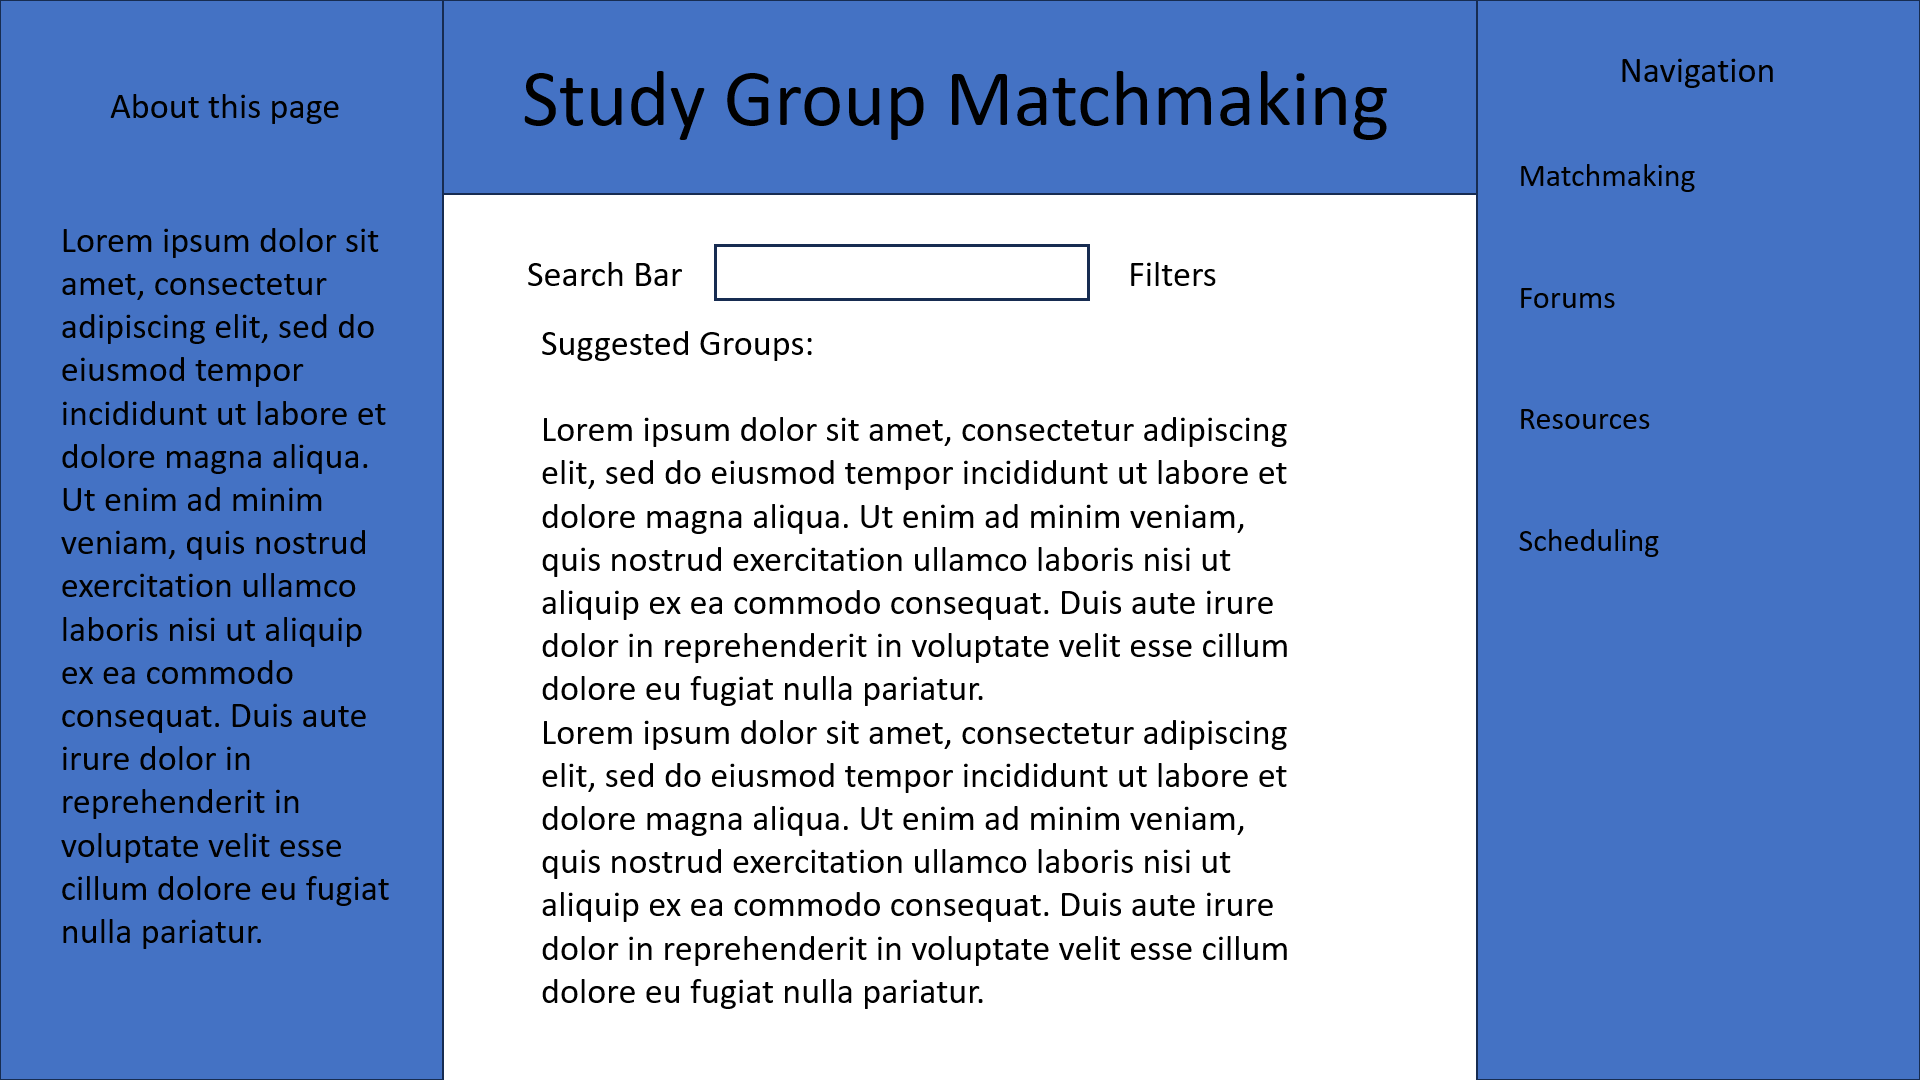 About this page
Lorem ipsum dolor sit
amet, consectetur
adipiscing elit, sed do
eiusmod tempor
incididunt ut labore et
dolore magna aliqua.
Ut enim ad minim
veniam, quis nostrud
exercitation ullamco
laboris nisi ut aliquip
ex ea commodo
consequat. Duis aute
irure dolor in
reprehenderit in
voluptate velit esse
cillum dolore eu fugiat
nulla pariatur.
Study Group Matchmaking
Search Bar
Filters
Suggested Groups:
Lorem ipsum dolor sit amet, consectetur adipiscing
elit, sed do eiusmod tempor incididunt ut labore et
dolore magna aliqua. Ut enim ad minim veniam,
quis nostrud exercitation ullamco laboris nisi ut
aliquip ex ea commodo consequat. Duis aute irure
dolor in reprehenderit in voluptate velit esse cillum
dolore eu fugiat nulla pariatur.
Lorem ipsum dolor sit amet, consectetur adipiscing
elit, sed do eiusmod tempor incididunt ut labore et
dolore magna aliqua. Ut enim ad minim veniam,
quis nostrud exercitation ullamco laboris nisi ut
aliquip ex ea commodo consequat. Duis aute irure
dolor in reprehenderit in voluptate velit esse cillum
dolore eu fugiat nulla pariatur.
Navigation
Matchmaking
Forums
Resources
Scheduling